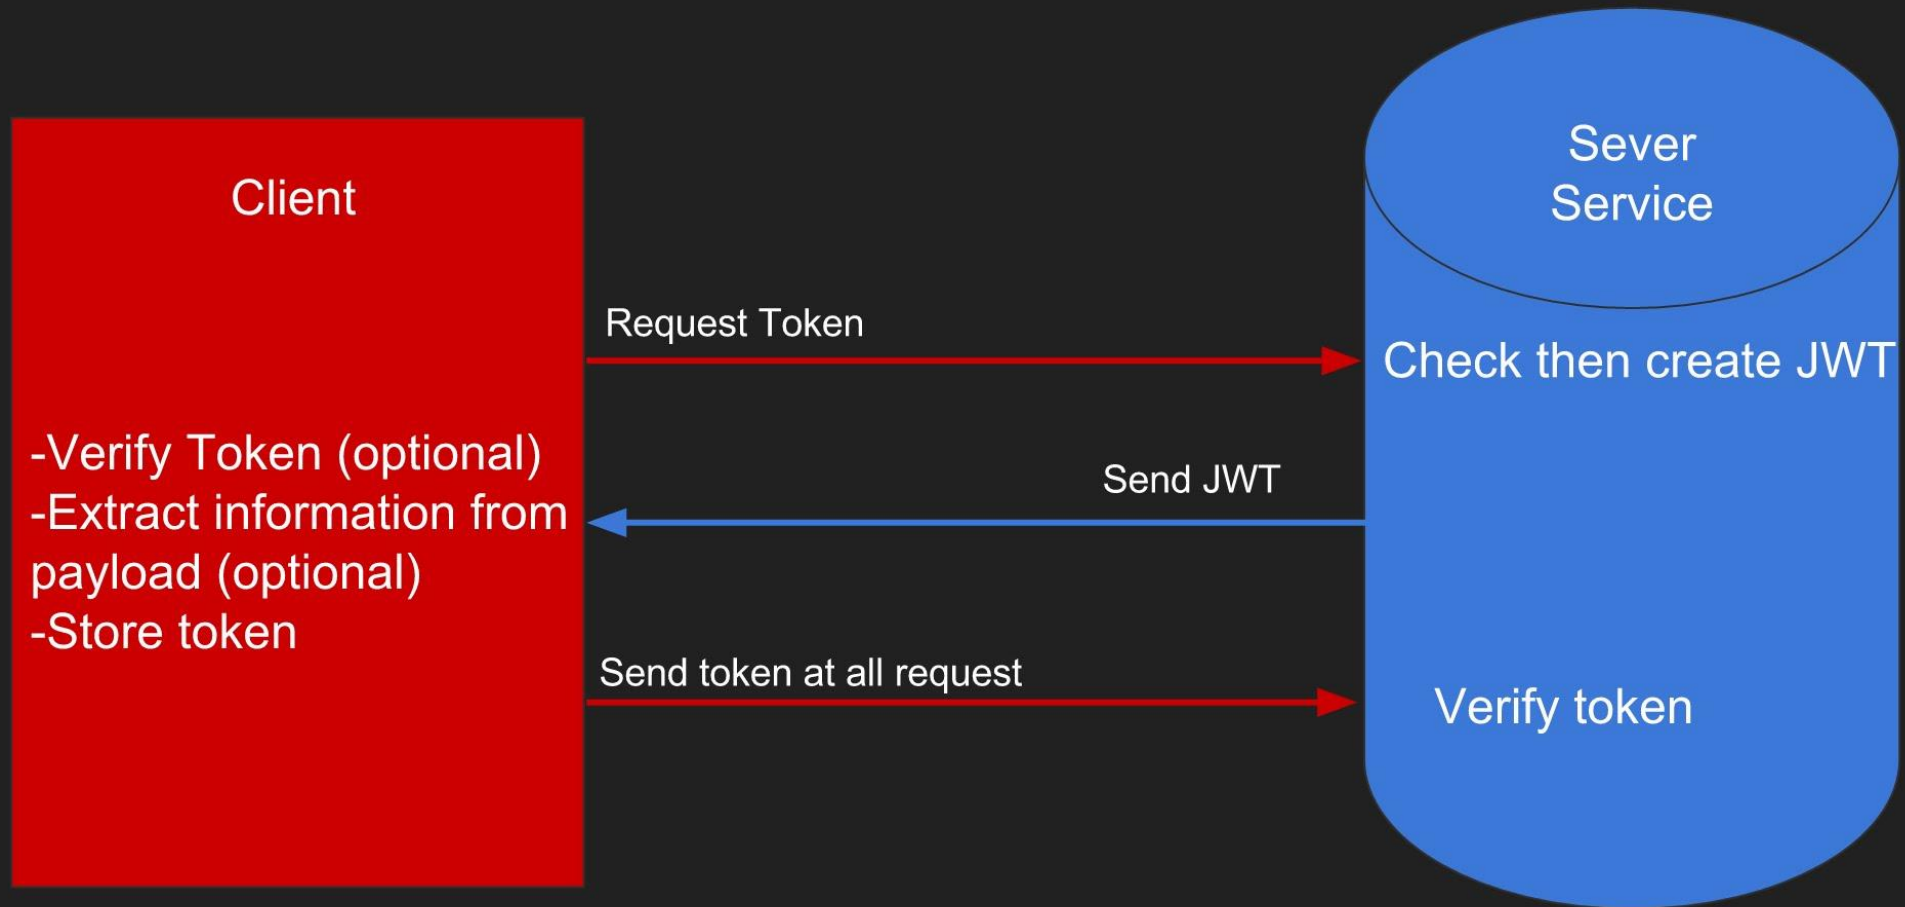 Client
-Verify Token (optional)
-Extract information from
payload (optional)
-Store token
Request Token
Send JWT
Send token at all request
Sever
Service
Check then create JWT
Verify token